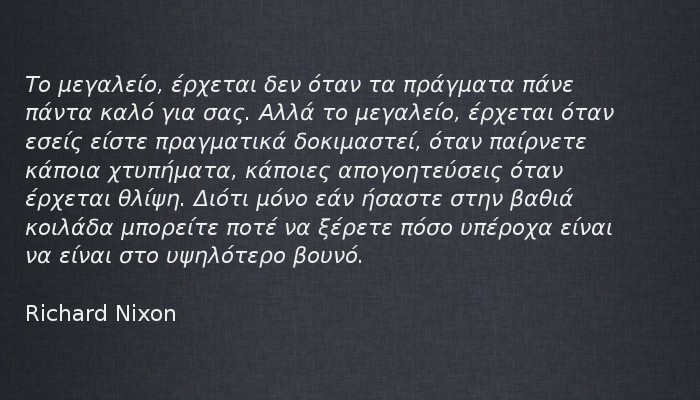 Το μεγαλείο, έρχεται δεν όταν τα πράγματα πάνε
πάντα καλό για σας. Αλλά το μεγαλείο, έρχεται όταν
εσείς είστε πραγματικά δοκιμαστεί, όταν παίρνετε
κάποια χτυπήματα, κάποιες απογοητεύσεις όταν
έρχεται θλίψη. Διότι μόνο εάν ήσαστε στην βαθιά
κοιλάδα μπορείτε ποτέ να ξέρετε πόσο υπέροχα είναι
να είναι στο υψηλότερο βουνό.
Richard Nixon